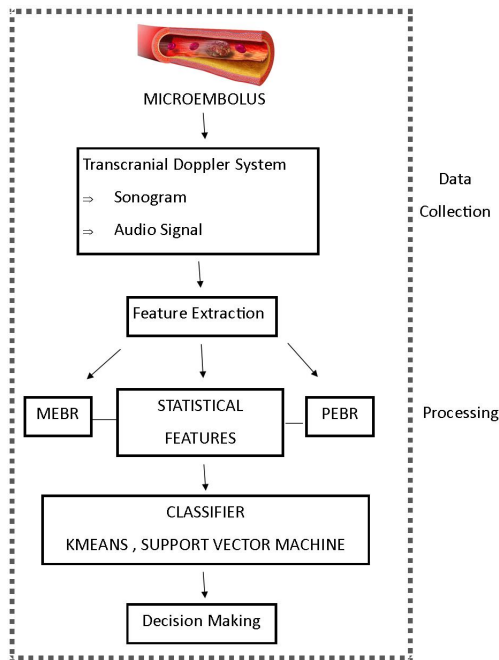 MICROEMBOLUS
Transcranial Doppler System
⇒ Sonogram
⇒ Audio Signal
Data
Collection
Feature Extraction
MEBR
STATISTICAL
FEATURES
PEBR
Processing
CLASSIFIER
KMEANS , SUPPORT VECTOR MACHINE
Decision Making